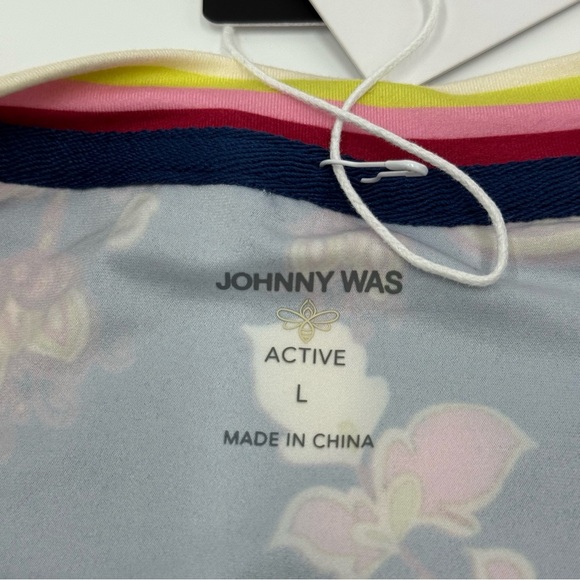 JOHNNY WAS
ACTIVE
L
MADE IN CHINA